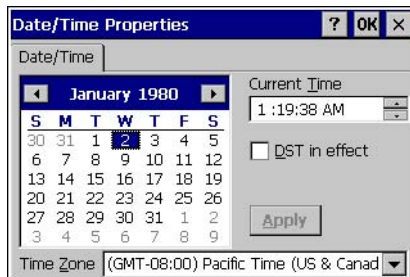 Date/Time Properties ? OK ×
Date/Time
January 1980
S M T W T F S
30 31 1 2 3 4 5
6 7 8 9 10 11 12
13 14 15 16 17 18 19
20 21 22 23 24 25 26
27 28 29 30 31 1 2
3 4 5 6 7 8 9
Current Time
1 :19:38 AM
DST in effect
Apply
Time Zone (GMT-08:00) Pacific Time (US & Canad